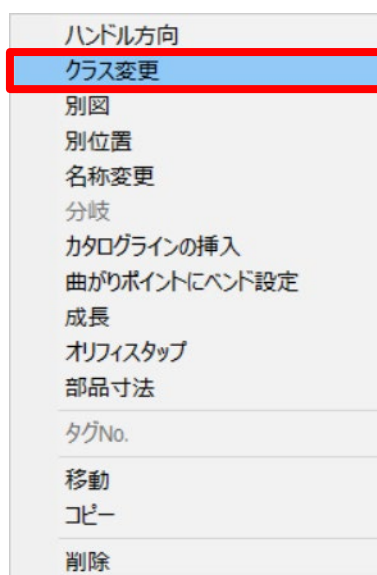 ハンドル方向
クラス変更
別図
別位置
名称変更
分岐
カタログラインの挿入
曲がりポイントにベンド設定
成長
オリフィスタップ
部品寸法
タグNo.
移動
コピー
削除